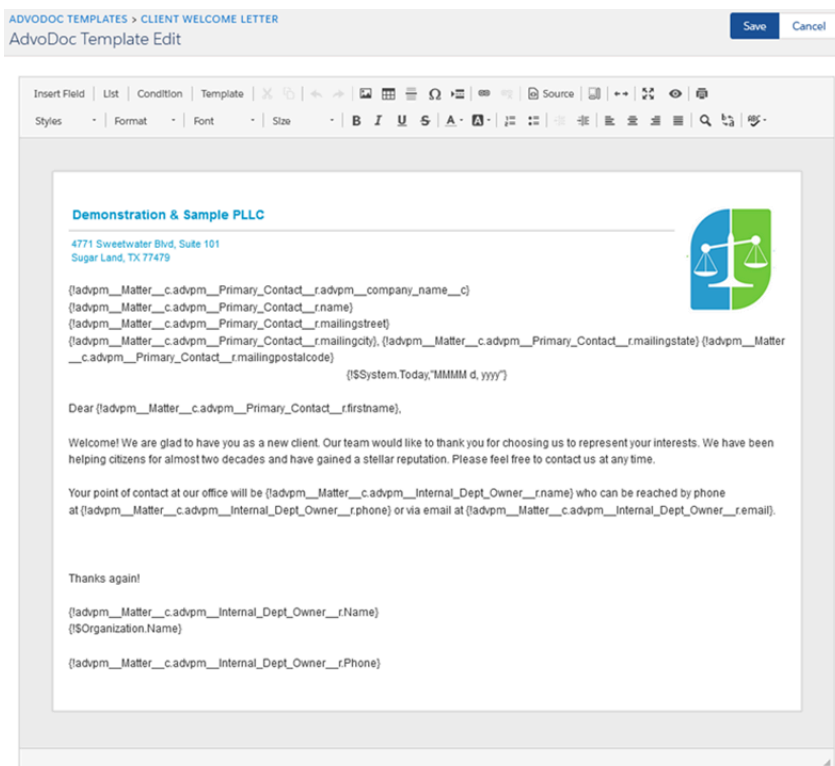 ADVODOC TEMPLATES > CLIENT WELCOME LETTER
AdvoDoc Template Edit
Save Cancel
Insert Field List Condition Template Source
Styles Format Font Size B I U S A A ABC
Demonstration & Sample PLLC
4771 Sweetwater Blvd, Suite 101
Sugar Land, TX 77479
{!advpm__Matter__c.advpm__Primary_Contact__r.advpm__company_name__c}
{!advpm__Matter__c.advpm__Primary_Contact__r.name}
{!advpm__Matter__c.advpm__Primary_Contact__r.mailingstreet}
{!advpm__Matter__c.advpm__Primary_Contact__r.mailingcity}, {!advpm__Matter__c.advpm__Primary_Contact__r.mailingstate} {!advpm__Matter
__c.advpm__Primary_Contact__r.mailingpostalcode}
{!$System.Today,"MMMM d, yyyy"}
Dear {!advpm__Matter__c.advpm__Primary_Contact__r.firstname},
Welcome! We are glad to have you as a new client. Our team would like to thank you for choosing us to represent your interests. We have been
helping citizens for almost two decades and have gained a stellar reputation. Please feel free to contact us at any time.
Your point of contact at our office will be {!advpm__Matter__c.advpm__Internal_Dept_Owner__r.name} who can be reached by phone
at {!advpm__Matter__c.advpm__Internal_Dept_Owner__r.phone} or via email at {!advpm__Matter__c.advpm__Internal_Dept_Owner__r.email}.
Thanks again!
{!advpm__Matter__c.advpm__Internal_Dept_Owner__r.Name}
{!$Organization.Name}
{!advpm__Matter__c.advpm__Internal_Dept_Owner__r.Phone}